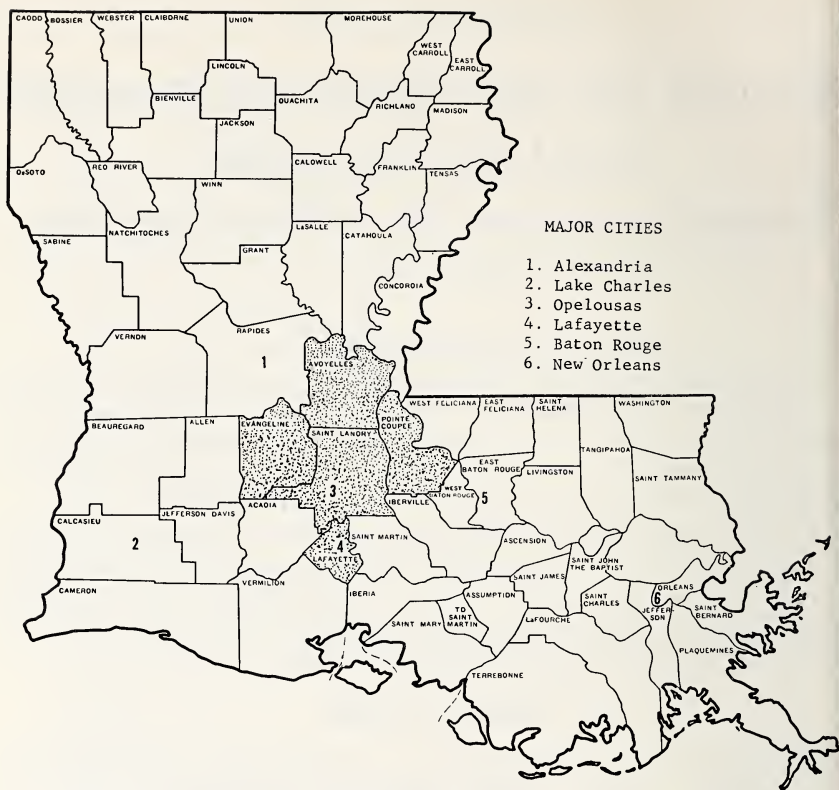 CAODO BOSSIER WEBSTER CLAIBORNE UNION MOREHOUSE
WEST CARROLL
EAST CARROLL
LINCOLN
BIENVILLE
OUACHITA
RICHLAND
MADISON
JACKSON
DeSOTO
RED RIVER
CALDWELL
FRANKLIN
TENSAS
WINN
NATCHITOCHES
LaSALLE
CATAHOULA
SABINE
GRANT
CONCORDIA
MAJOR CITIES
1. Alexandria
2. Lake Charles
3. Opelousas
4. Lafayette
5. Baton Rouge
6. New Orleans
VERNON
RAPIDES
1
AVOYELLES
BEAUREGARD
ALLEN
EVANGELINE
SAINT LANDRY
POINTE COUPEE
WEST FELICIANA
EAST FELICIANA
SAINT HELENA
WASHINGTON
TANGIPAHOA
EAST BATON ROUGE
LIVINGSTON
SAINT TAMMANY
WEST BATON ROUGE
5
3
CALCASIEU
2
JEFFERSON DAVIS
ACADIA
IBERVILLE
4
LAFAYETTE
SAINT MARTIN
ASCENSION
SAINT JOHN THE BAPTIST
SAINT JAMES
CAMERON
VERMILION
IBERIA
ASSUMPTION
SAINT CHARLES
6
ORLEANS
JEFFER-
SON
SAINT BERNARD
SAINT MARY
TO SAINT MARTIN
LaFOURCHE
PLAQUEMINES
TERREBONNE